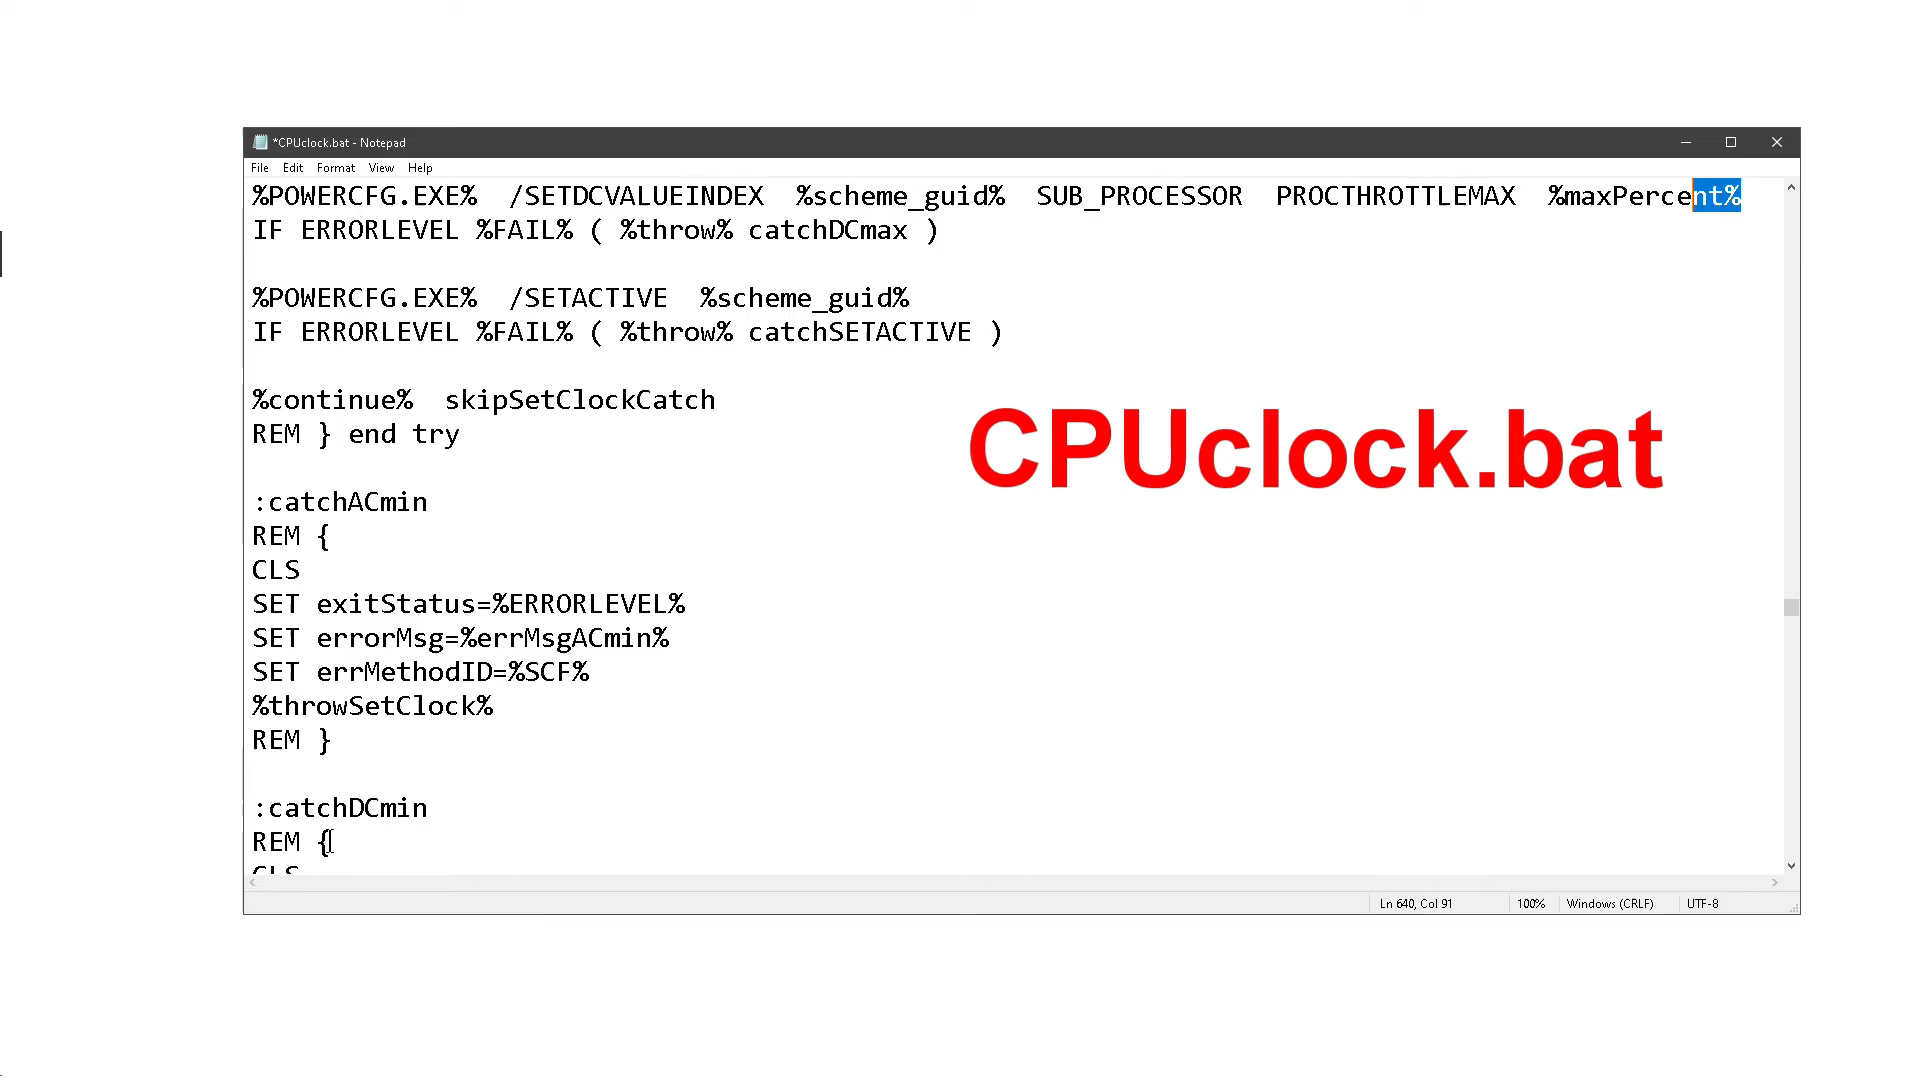 *CPUclock.bat - Notepad
File Edit Format View Help
%POWERCFG.EXE%  /SETDCVALUEINDEX  %scheme_guid%  SUB_PROCESSOR  PROCTHROTTLEMAX  %maxPercent%
IF ERRORLEVEL %FAIL% ( %throw% catchDCmax )
%POWERCFG.EXE%  /SETACTIVE  %scheme_guid%
IF ERRORLEVEL %FAIL% ( %throw% catchSETACTIVE )
%continue%  skipSetClockCatch
REM } end try
CPUclock.bat
:catchACmin
REM {
CLS
SET exitStatus=%ERRORLEVEL%
SET errorMsg=%errMsgACmin%
SET errMethodID=%SCF%
%throwSetClock%
REM }
:catchDCmin
REM {
CLS
Ln 640, Col 91 100% Windows (CRLF) UTF-8